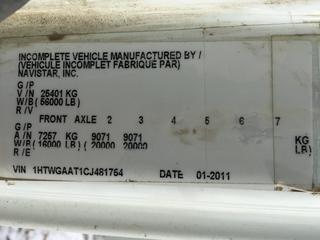 INCOMPLETE VEHICLE MANUFACTURED BY /
(VEHICULE INCOMPLET FABRIQUE PAR)
NAVISTAR, INC.
G/P
V/N 25401 KG
W/B ( 56000 LB)
R/V
FRONT AXLE 2 3 4 5 6 7
G/P
A/N 7257 KG 9071 9071 KG
W/B ( 16000 LB) ( 20000 20000 LB)
R/E
VIN 1HTWGAAT1CJ481754 DATE 01-2011